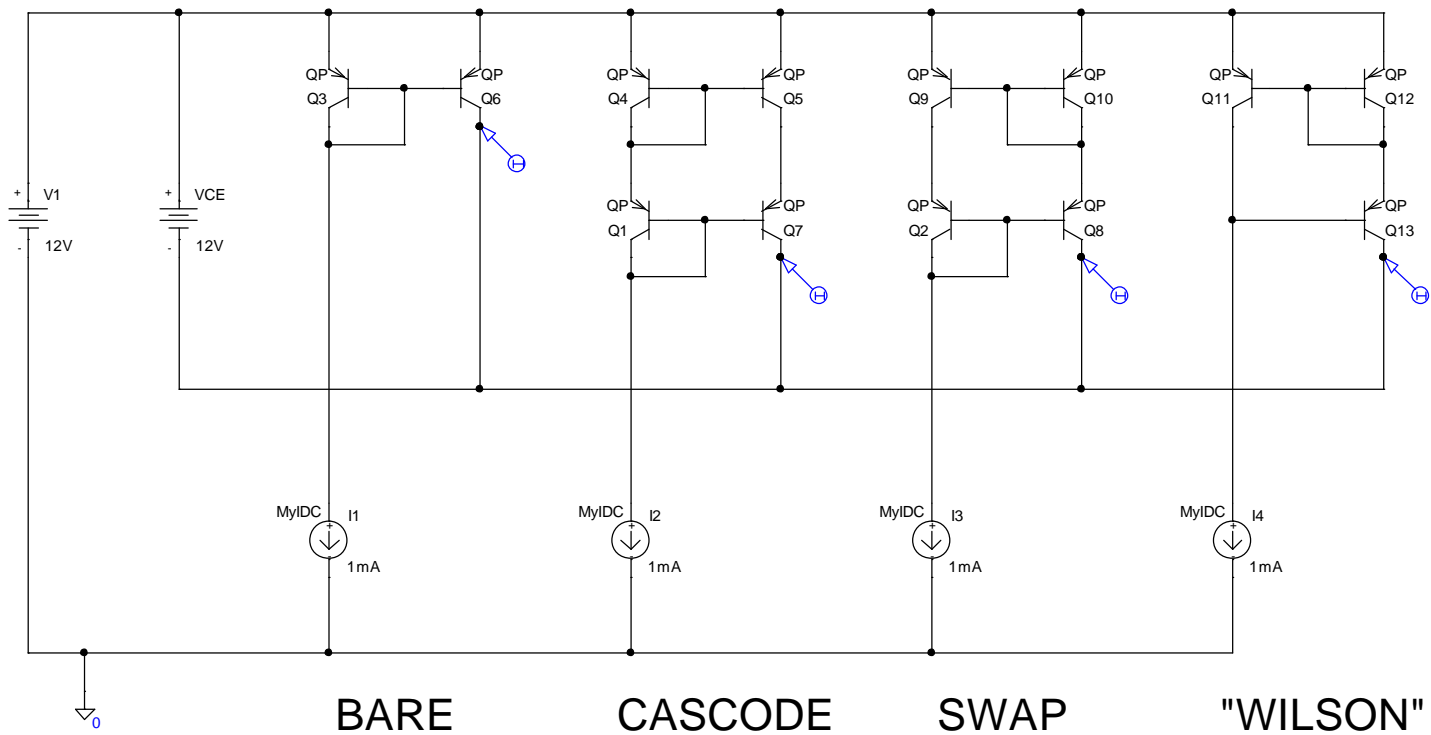 QP QP QP QP QP QP QP QP
Q3 Q6 Q4 Q5 Q9 Q10 Q11 Q12
+ V1 + VCE QP QP QP QP QP
Q1 Q7 Q2 Q8 Q13
- 12V - 12V
I I I I
MyIDC + I1 MyIDC + I2 MyIDC + I3 MyIDC + I4
- 1mA - 1mA - 1mA - 1mA
0
BARE CASCODE SWAP "WILSON"